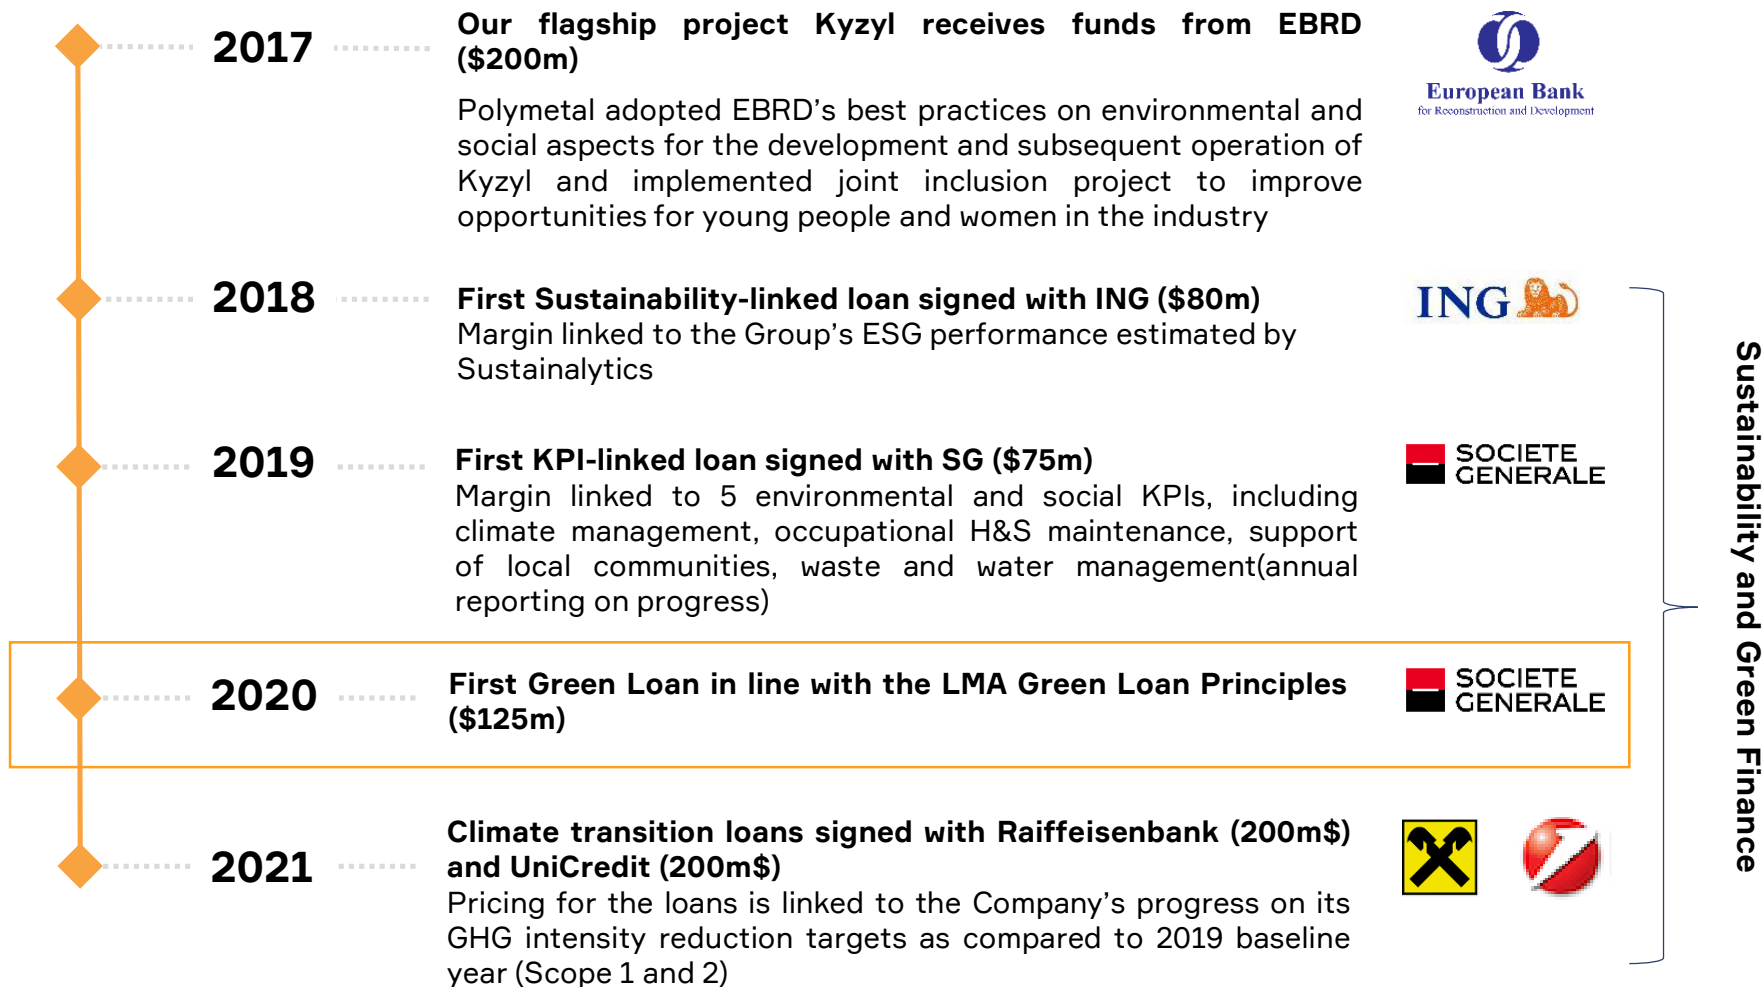 2017
Our flagship project Kyzyl receives funds from EBRD
($200m)
Polymetal adopted EBRD's best practices on environmental and
social aspects for the development and subsequent operation of
Kyzyl and implemented joint inclusion project to improve
opportunities for young people and women in the industry
European Bank
for Reconstruction and Development
2018
First Sustainability-linked loan signed with ING ($80m)
Margin linked to the Group's ESG performance estimated by
Sustainalytics
ING
2019
First KPI-linked loan signed with SG ($75m)
Margin linked to 5 environmental and social KPIs, including
climate management, occupational H&S maintenance, support
of local communities, waste and water management(annual
reporting on progress)
SOCIETE
GENERALE
2020
First Green Loan in line with the LMA Green Loan Principles
($125m)
SOCIETE
GENERALE
2021
Climate transition loans signed with Raiffeisenbank (200m$)
and UniCredit (200m$)
Pricing for the loans is linked to the Company's progress on its
GHG intensity reduction targets as compared to 2019 baseline
year (Scope 1 and 2)
Sustainability and Green Finance